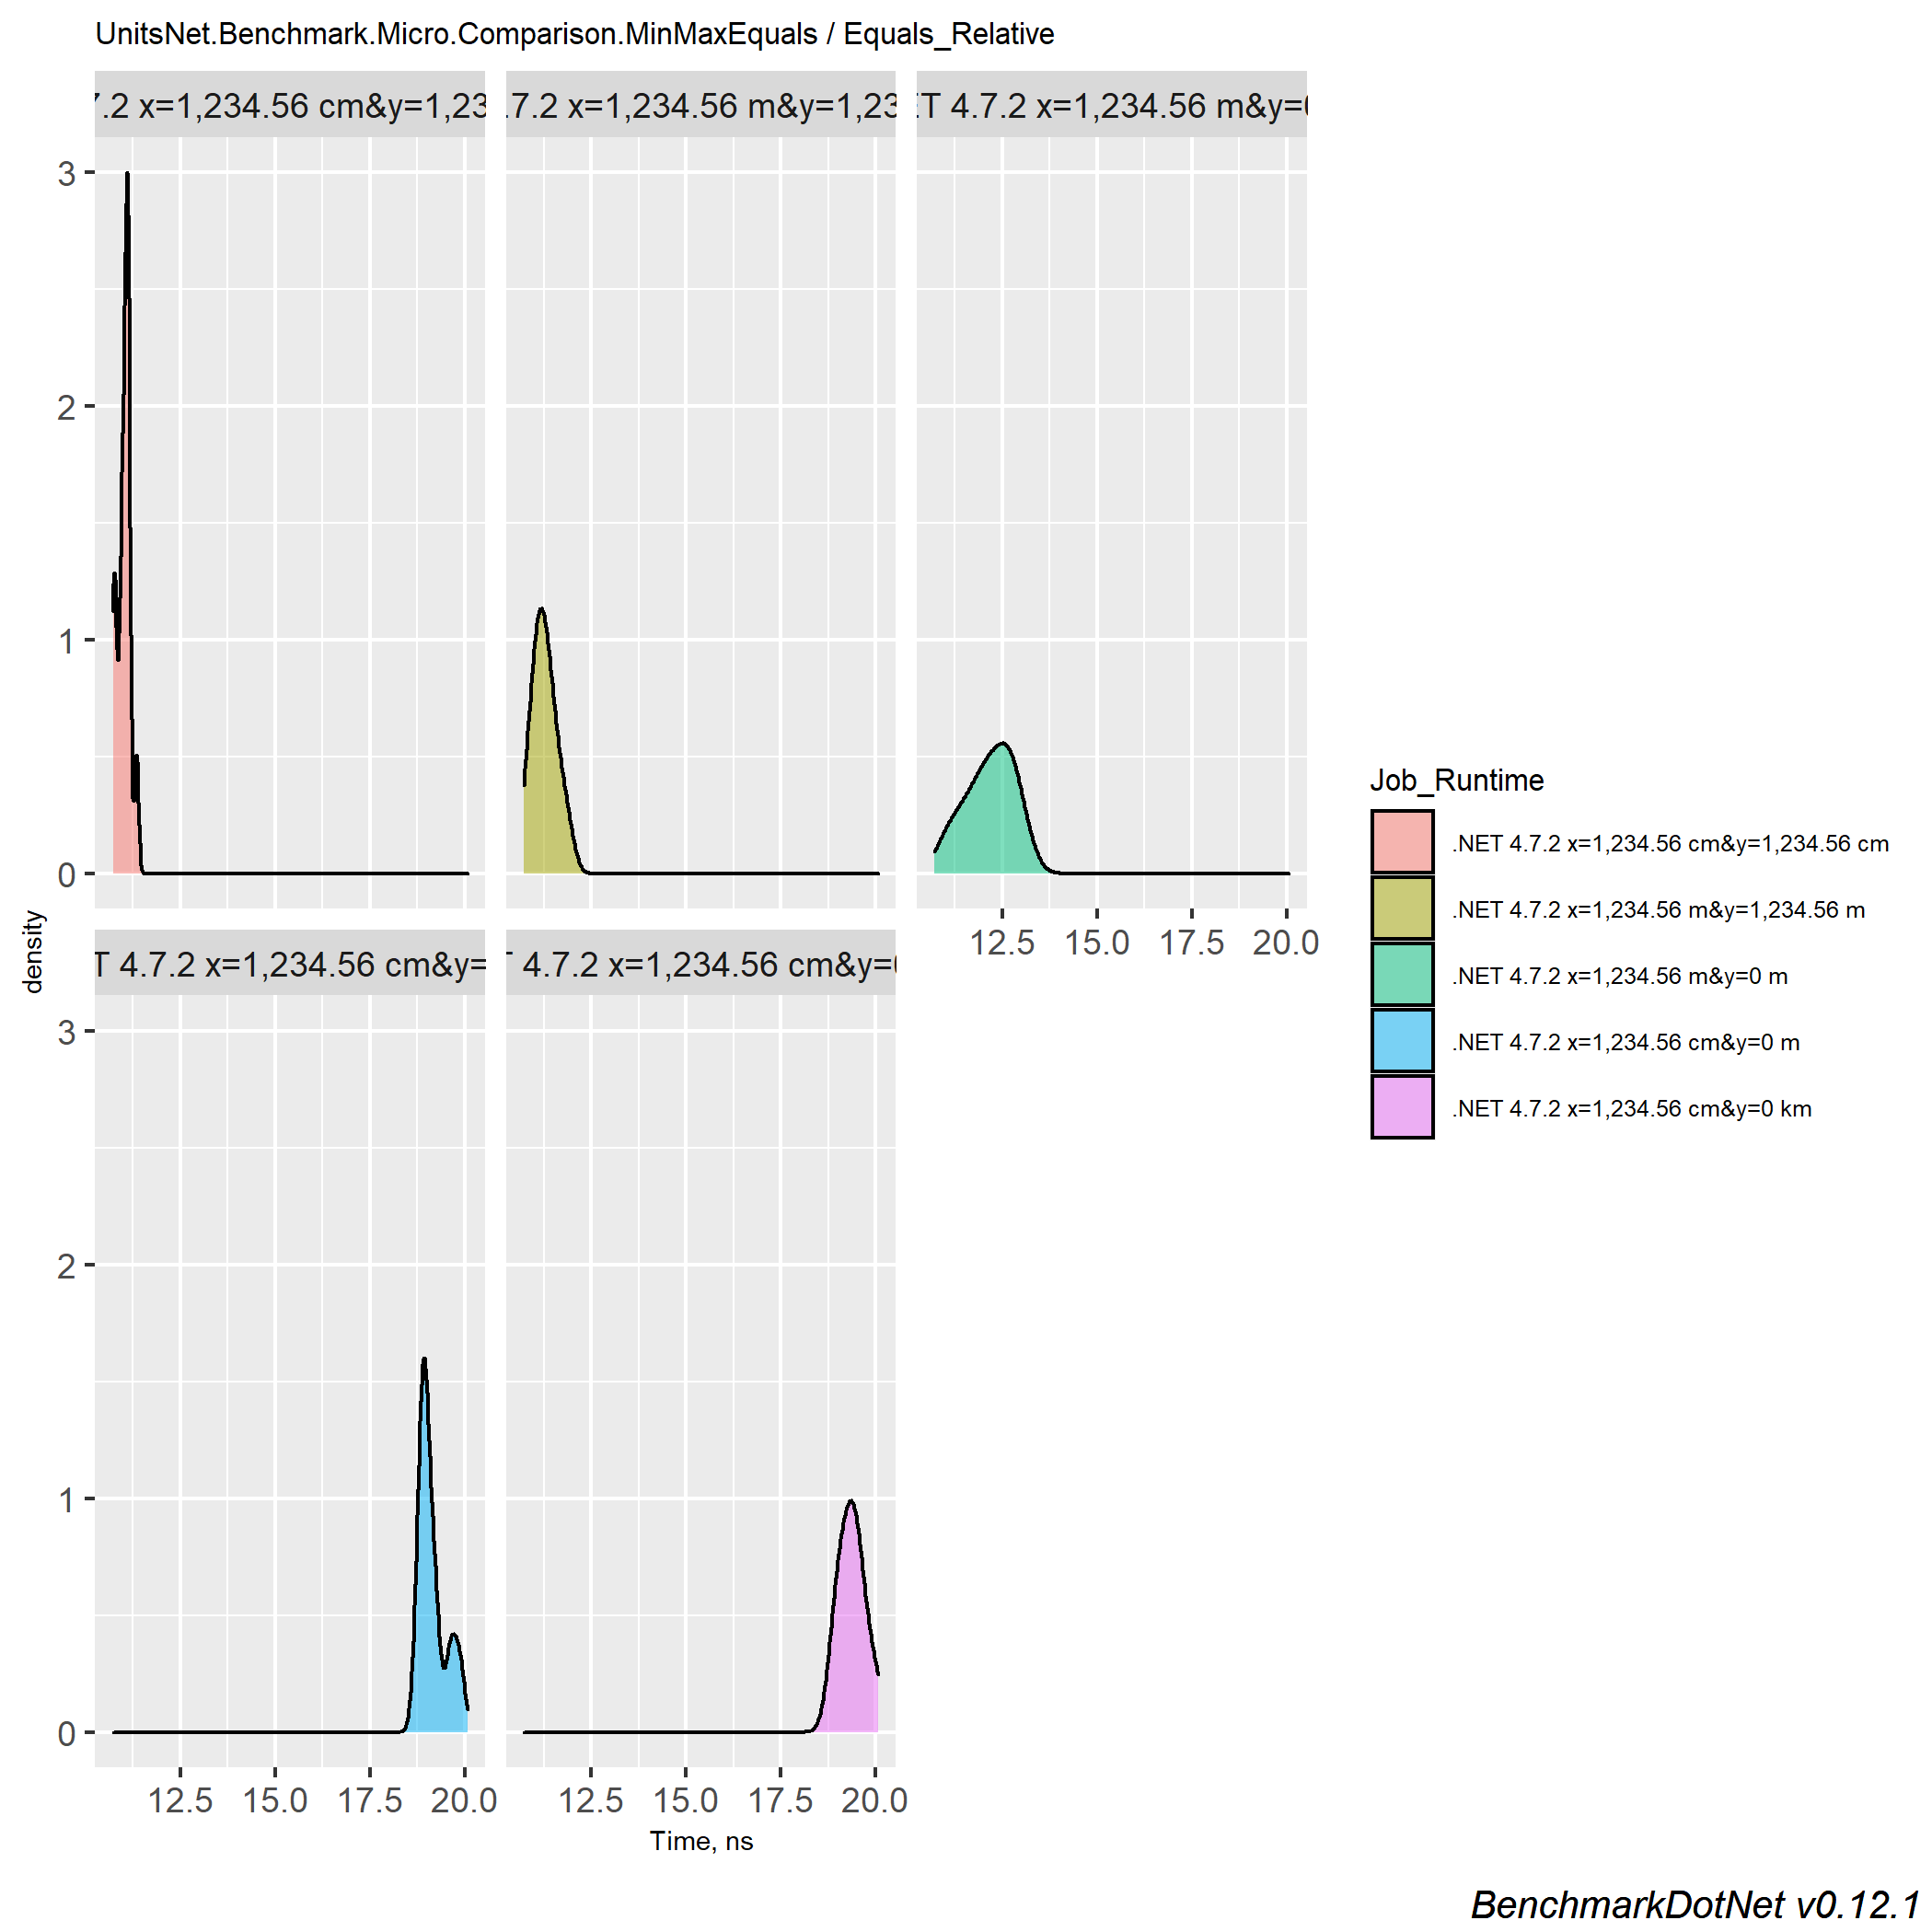 UnitsNet.Benchmark.Micro.Comparison.MinMaxEquals / Equals_Relative
7.2 x=1,234.56 cm&y=1,23
.7.2 x=1,234.56 m&y=1,23
ET 4.7.2 x=1,234.56 m&y=
3
2
1
0
12.5 15.0 17.5 20.0
density
T 4.7.2 x=1,234.56 cm&y=
4.7.2 x=1,234.56 cm&y=
3
2
1
0
12.5 15.0 17.5 20.0
12.5 15.0 17.5 20.0
Time, ns
Job_Runtime
.NET 4.7.2 x=1,234.56 cm&y=1,234.56 cm
.NET 4.7.2 x=1,234.56 m&y=1,234.56 m
.NET 4.7.2 x=1,234.56 m&y=0 m
.NET 4.7.2 x=1,234.56 cm&y=0 m
.NET 4.7.2 x=1,234.56 cm&y=0 km
BenchmarkDotNet v0.12.1